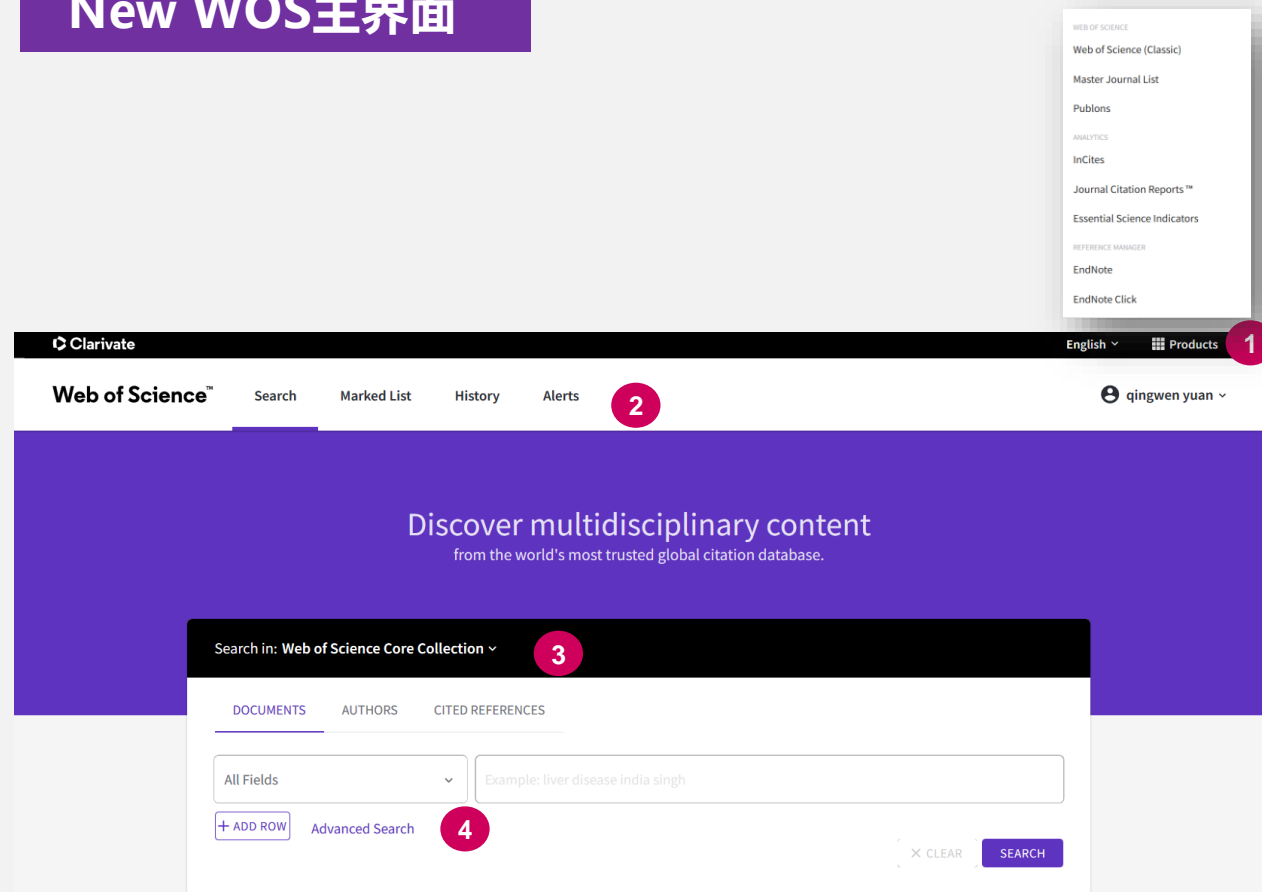 New WOS主界面
WEB OF SCIENCE
Web of Science (Classic)
Master Journal List
Publons
ANALYTICS
InCites
Journal Citation Reports™
Essential Science Indicators
REFERENCE MANAGER
EndNote
EndNote Click
Clarivate English Products 1
Web of Science™ Search Marked List History Alerts 2 qingwen yuan
Discover multidisciplinary content
from the world's most trusted global citation database.
Search in: Web of Science Core Collection 3
DOCUMENTS AUTHORS CITED REFERENCES
All Fields Example: liver disease india singh
+ ADD ROW Advanced Search 4
× CLEAR SEARCH